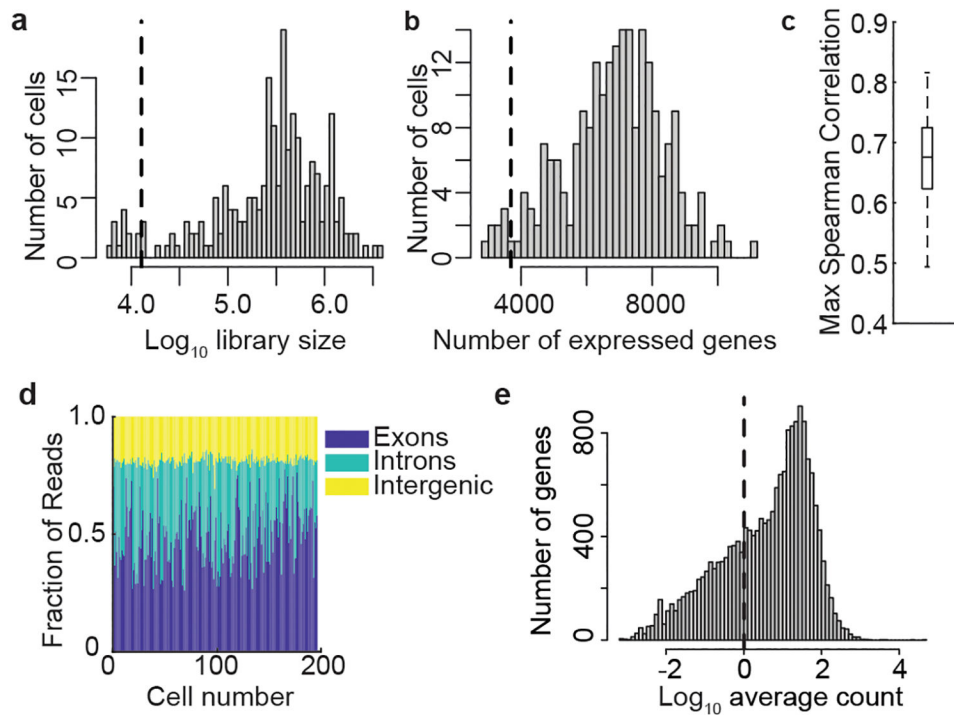 a
Number of cells
0 5 10 15
4.0 5.0 6.0
Log₁₀ library size
b
Number of cells
0 4 8 12
4000 8000
Number of expressed genes
c
Max Spearman Correlation
0.9
0.8
0.7
0.6
0.5
0.4
d
Fraction of Reads
1.0
0.5
0
0 100 200
Cell number
Exons
Introns
Intergenic
e
Number of genes
0 400 800
-2 0 2 4
Log₁₀ average count